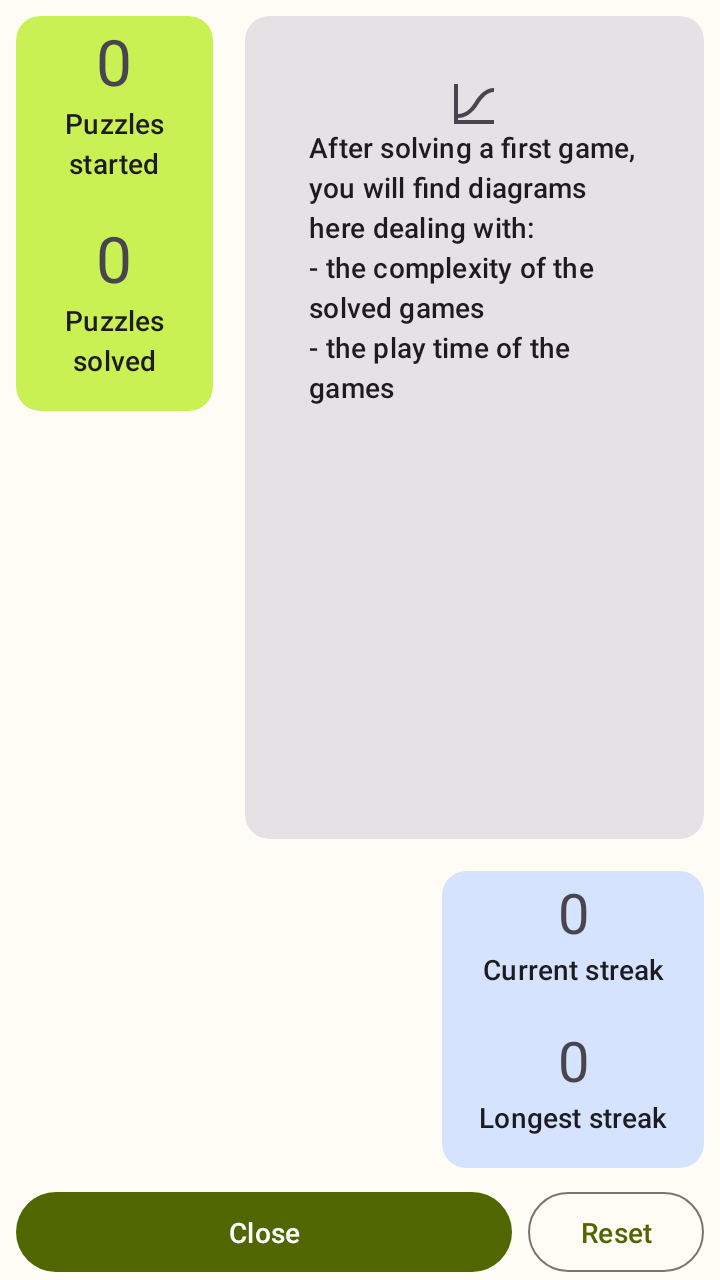 0
Puzzles
started
0
Puzzles
solved
After solving a first game,
you will find diagrams
here dealing with:
- the complexity of the
solved games
- the play time of the
games
0
Current streak
0
Longest streak
Close
Reset